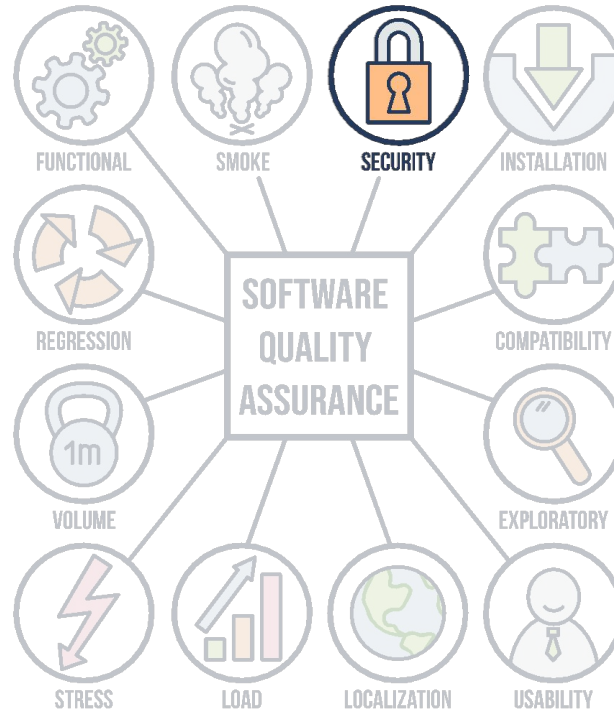 FUNCTIONAL
SMOKE
SECURITY
INSTALLATION
REGRESSION
SOFTWARE
QUALITY
ASSURANCE
COMPATIBILITY
VOLUME
1m
EXPLORATORY
STRESS
LOAD
LOCALIZATION
USABILITY